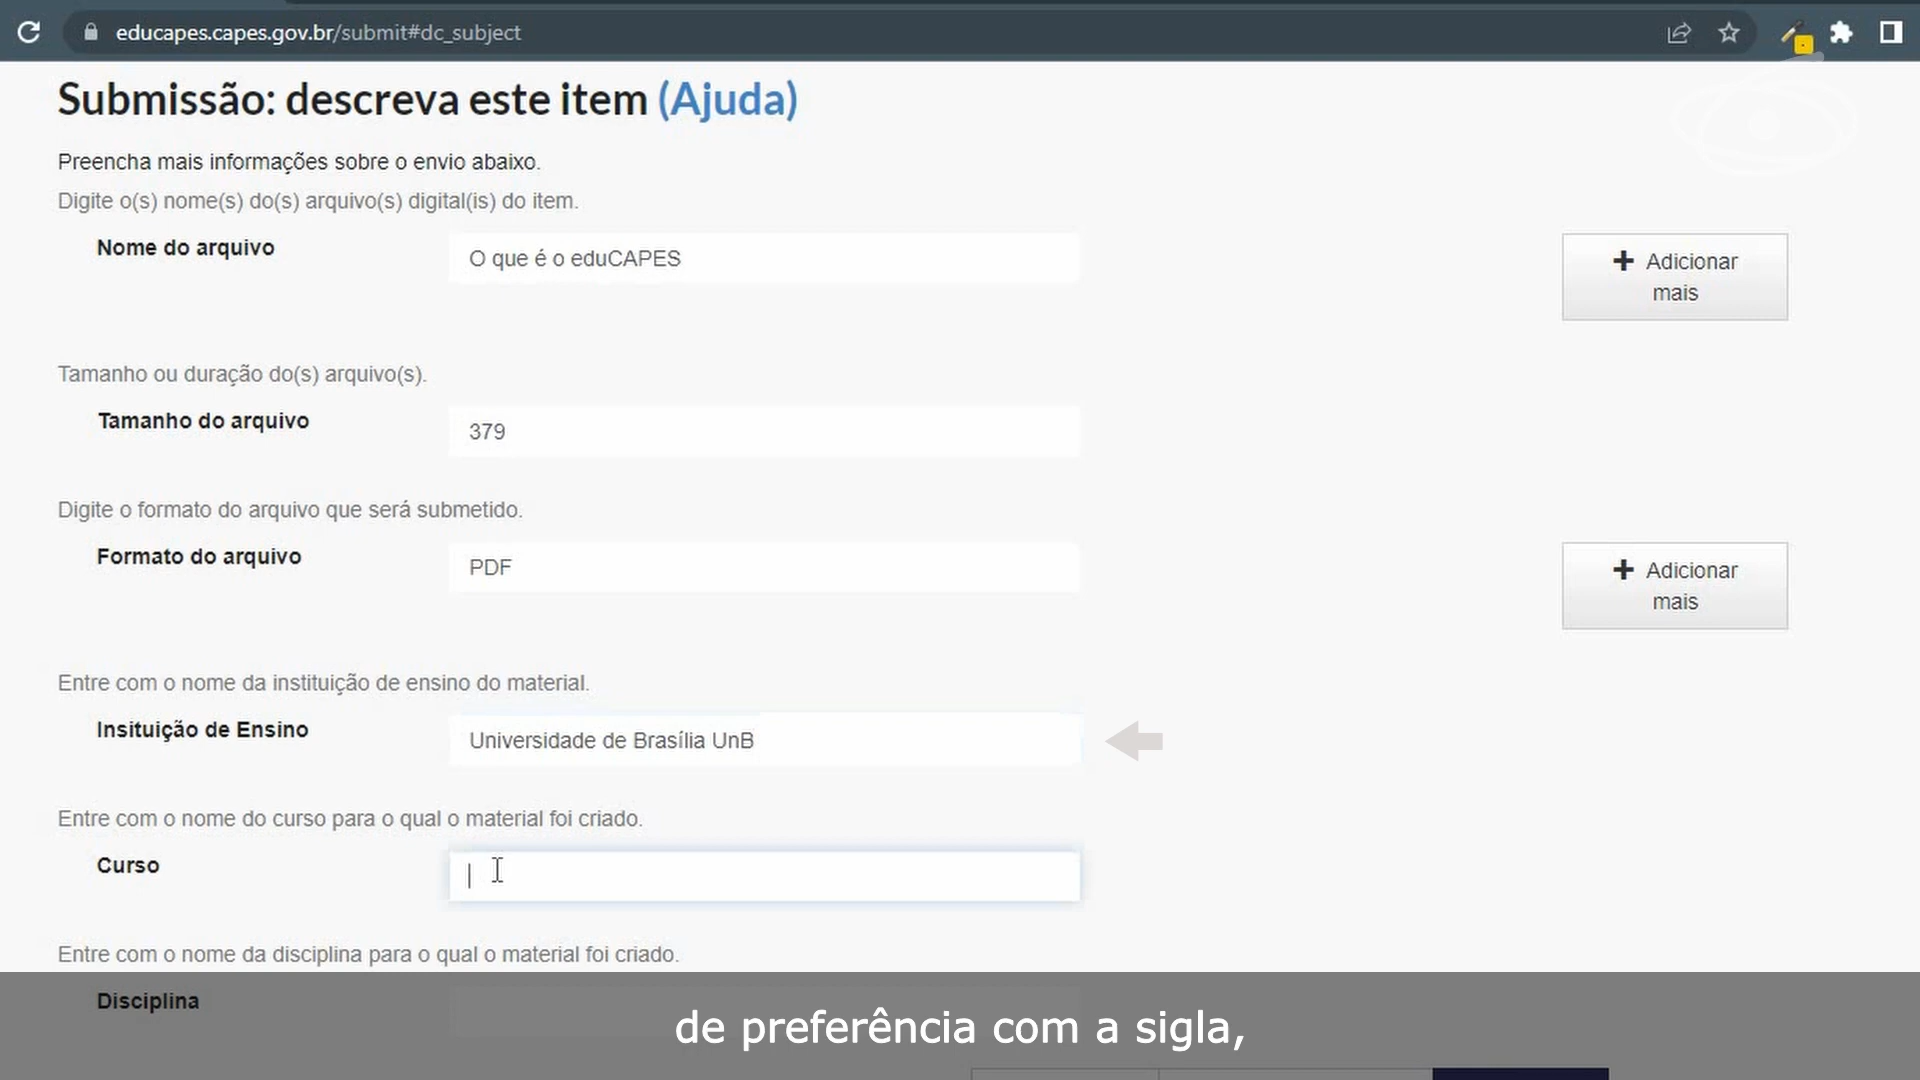 educapes.capes.gov.br/submit#dc_subject
Submissão: descreva este item (Ajuda)
Preencha mais informações sobre o envio abaixo.
Digite o(s) nome(s) do(s) arquivo(s) digital(is) do item.
Nome do arquivo
O que é o eduCAPES
+ Adicionar
mais
Tamanho ou duração do(s) arquivo(s).
Tamanho do arquivo
379
Digite o formato do arquivo que será submetido.
Formato do arquivo
PDF
+ Adicionar
mais
Entre com o nome da instituição de ensino do material.
Insituição de Ensino
Universidade de Brasília UnB
Entre com o nome do curso para o qual o material foi criado.
Curso
Entre com o nome da disciplina para o qual o material foi criado.
Disciplina
de preferência com a sigla,